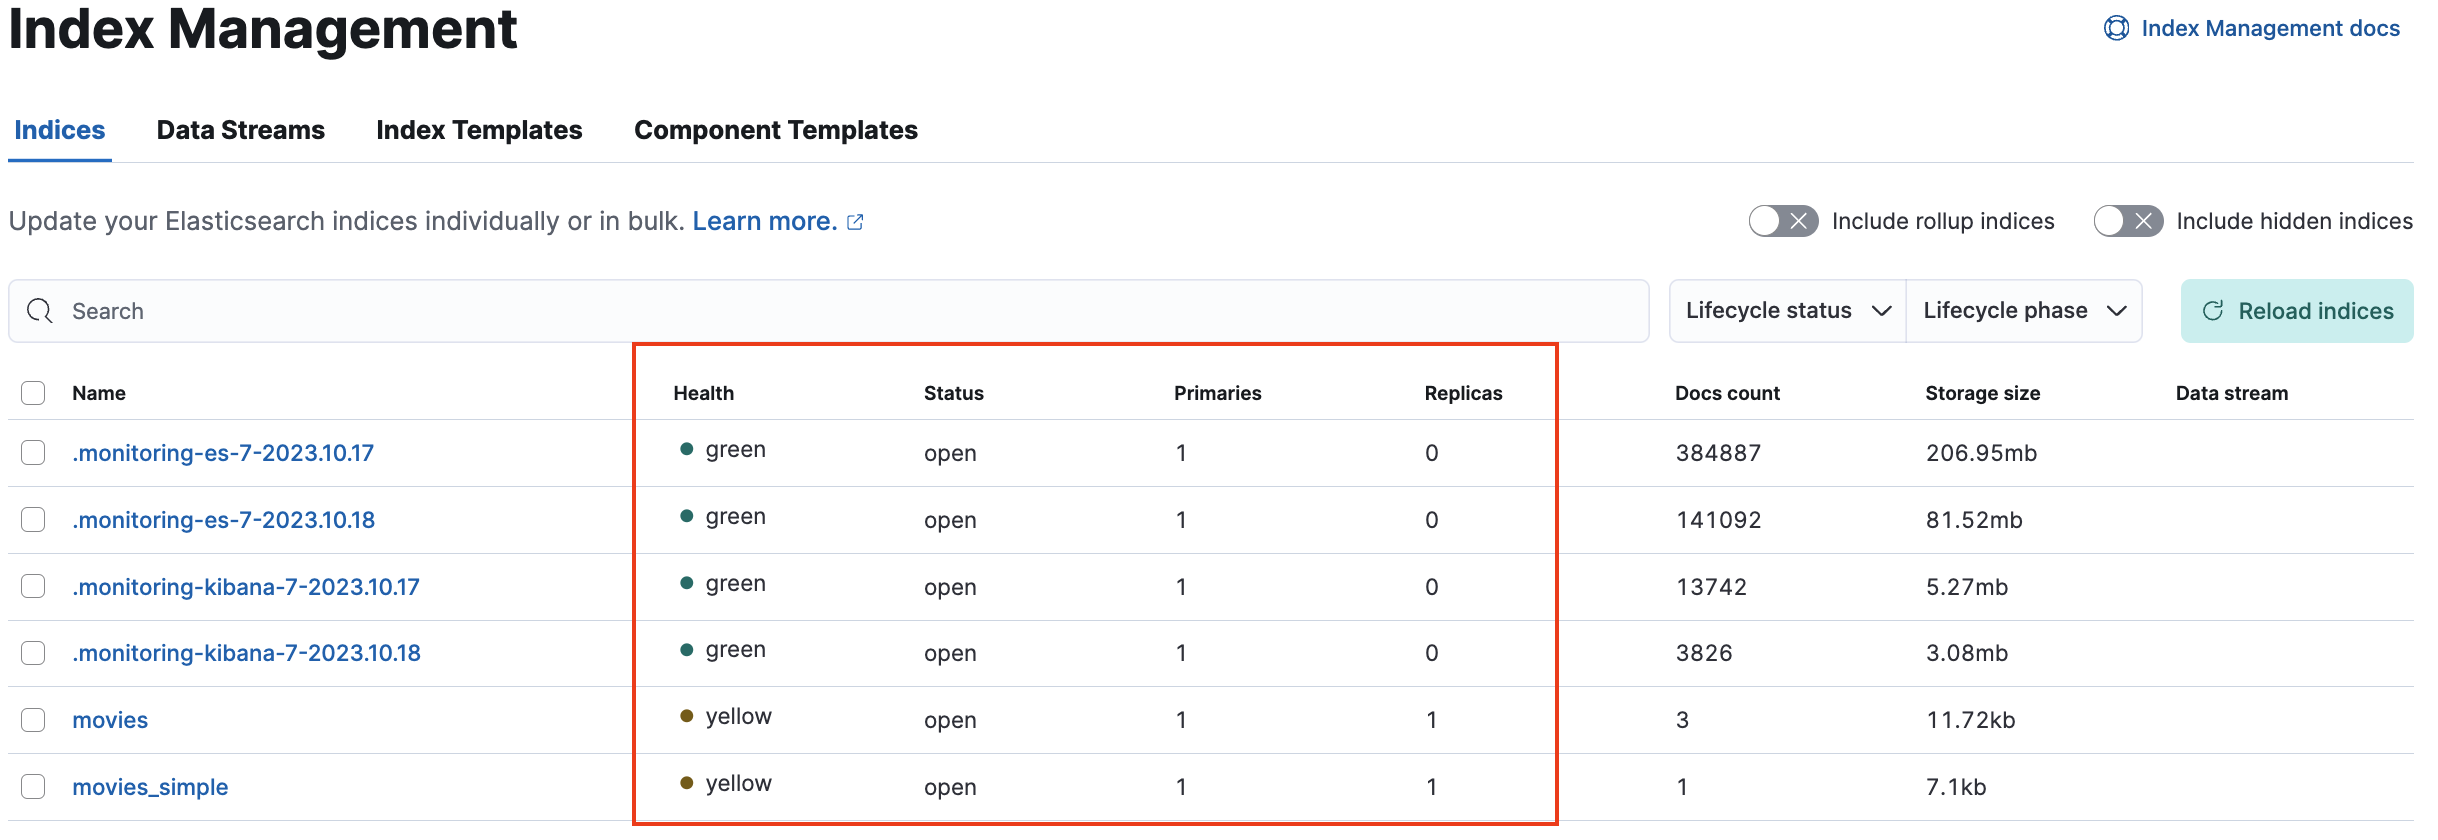 Index Management
Index Management docs
Indices Data Streams Index Templates Component Templates
Update your Elasticsearch indices individually or in bulk. Learn more. Include rollup indices Include hidden indices
Search Lifecycle status Lifecycle phase Reload indices
Name Health Status Primaries Replicas Docs count Storage size Data stream
.monitoring-es-7-2023.10.17 green open 1 0 384887 206.95mb
.monitoring-es-7-2023.10.18 green open 1 0 141092 81.52mb
.monitoring-kibana-7-2023.10.17 green open 1 0 13742 5.27mb
.monitoring-kibana-7-2023.10.18 green open 1 0 3826 3.08mb
movies yellow open 1 1 3 11.72kb
movies_simple yellow open 1 1 1 7.1kb